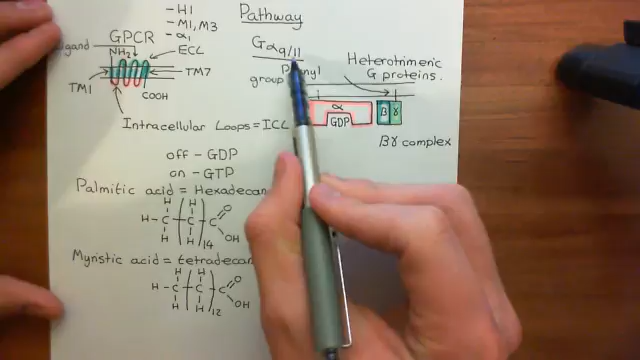 Pathway
- H1
- M1, M3
- α1
GPCR
Ligand
NH2
ECL
TM1
TM7
COOH
Intracellular Loops = ICL
Gαq/11
group
Heterotrimeric
G proteins.
α
GDP
β γ
βγ complex
off - GDP
on - GTP
Palmitic acid = Hexadecan
H H O
H-C-C-C
H H 14 OH
Myristic acid = tetradecan
H H O
H-C-C-C
H H 12 OH